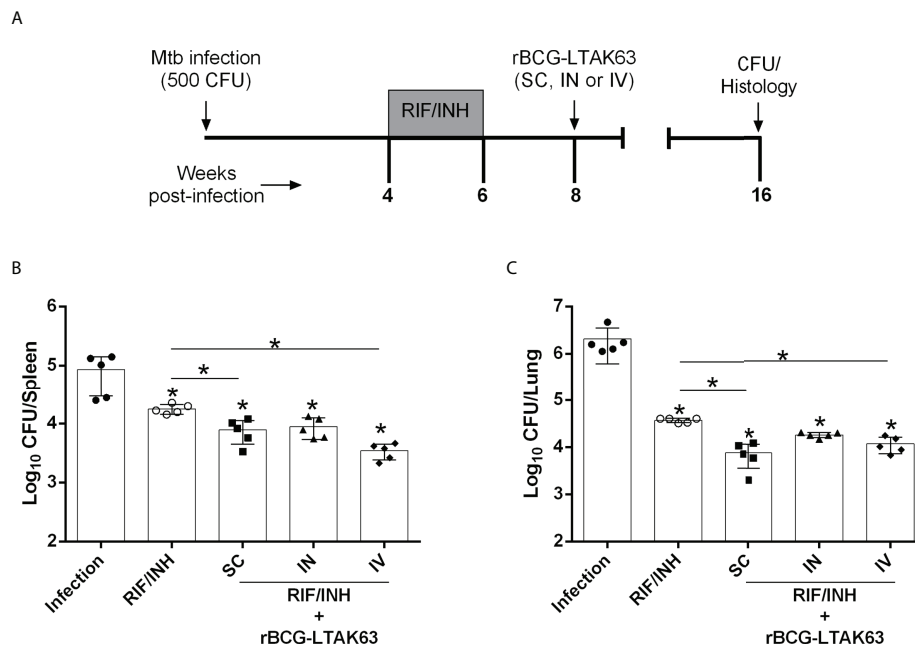 A
Mtb infection
(500 CFU)
rBCG-LTAK63
(SC, IN or IV)
CFU/
Histology
RIF/INH
Weeks
post-infection
4
6
8
16
B
Log10 CFU/Spleen
6
5
4
3
2
*
*
*
*
*
*
Infection
RIF/INH
SC
IN
IV
RIF/INH
+
rBCG-LTAK63
C
Log10 CFU/Lung
7
6
5
4
3
2
*
*
*
*
*
*
Infection
RIF/INH
SC
IN
IV
RIF/INH
+
rBCG-LTAK63